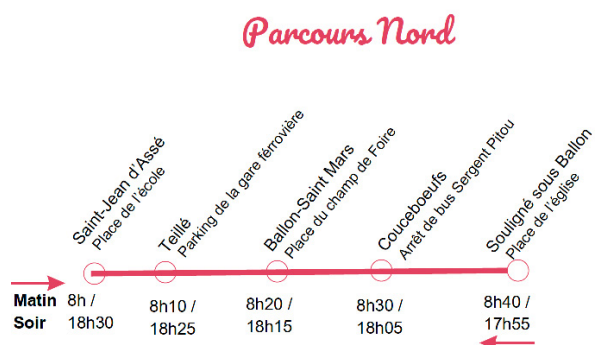 Parcours Nord
Saint-Jean d'Assé
Place de l'école
Teillé
Parking de la gare férrovière
Ballon-Saint Mars
Place du champ de Foire
Couceboeufs
Arrêt de bus Sergent Pitou
Souligné sous Ballon
Place de l'église
Matin 8h / 8h10 / 8h20 / 8h30 / 8h40 /
Soir 18h30 18h25 18h15 18h05 17h55